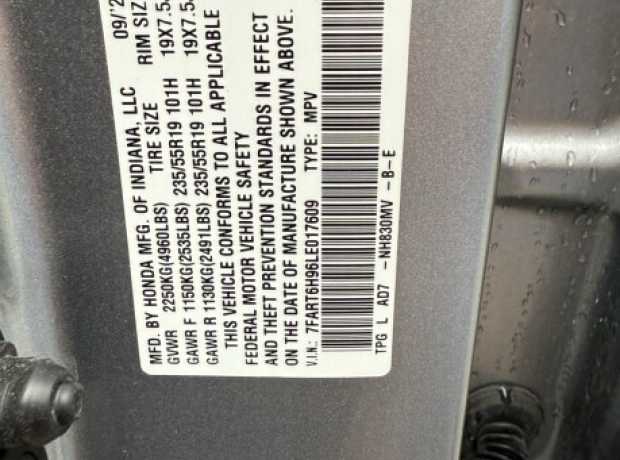 MFD. BY HONDA MFG. OF INDIANA, LLC 09/'2
GVWR 2250KG(4960LBS) TIRE SIZE RIM SIZ
GAWR F 1150KG(2535LBS) 235/55R19 101H 19X7.5
GAWR R 1130KG(2491LBS) 235/55R19 101H 19X7.5
THIS VEHICLE CONFORMS TO ALL APPLICABLE
FEDERAL MOTOR VEHICLE SAFETY
AND THEFT PREVENTION STANDARDS IN EFFECT
ON THE DATE OF MANUFACTURE SHOWN ABOVE.
V.I.N.: 7FART6H96LE017609 TYPE: MPV
TPG L AD7 -NH830MV -B-E